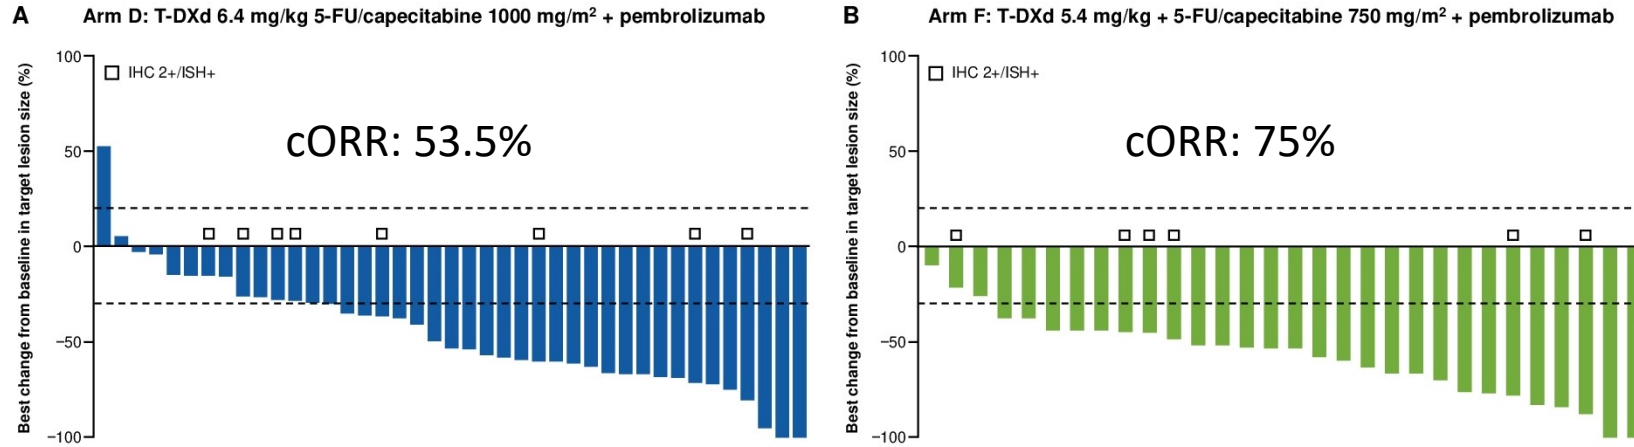 A
Arm D: T-DXd 6.4 mg/kg 5-FU/capecitabine 1000 mg/m² + pembrolizumab
Best change from baseline in target lesion size (%)
100
50
0
−50
−100
IHC 2+/ISH+
cORR: 53.5%
B
Arm F: T-DXd 5.4 mg/kg + 5-FU/capecitabine 750 mg/m² + pembrolizumab
Best change from baseline in target lesion size (%)
100
50
0
−50
−100
IHC 2+/ISH+
cORR: 75%